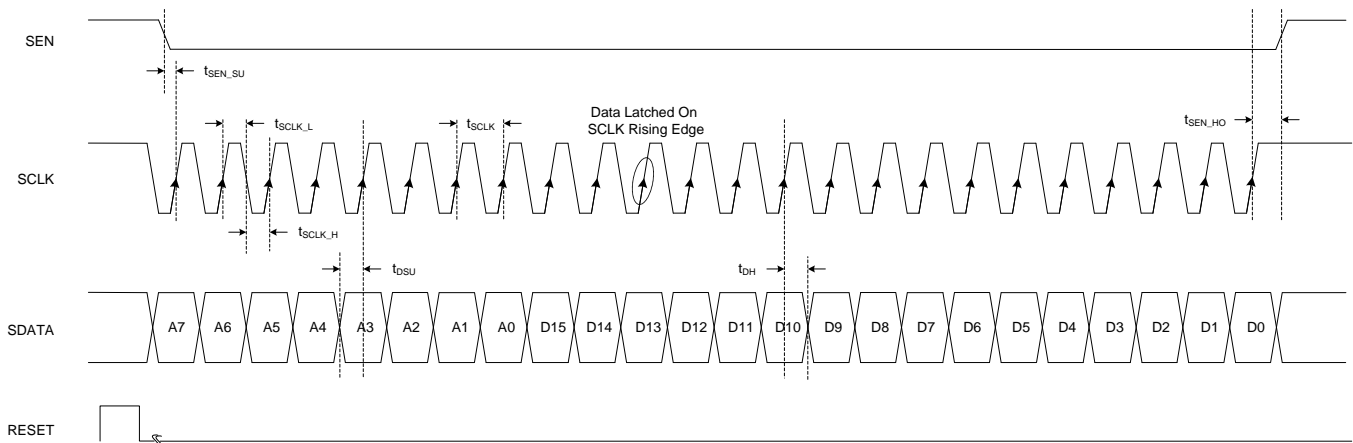 SEN
tSEN_SU
Data Latched On
SCLK Rising Edge
tSCLK_L
tSCLK
tSEN_HO
SCLK
tSCLK_H
tDSU
tDH
SDATA
A7 A6 A5 A4 A3 A2 A1 A0 D15 D14 D13 D12 D11 D10 D9 D8 D7 D6 D5 D4 D3 D2 D1 D0
RESET